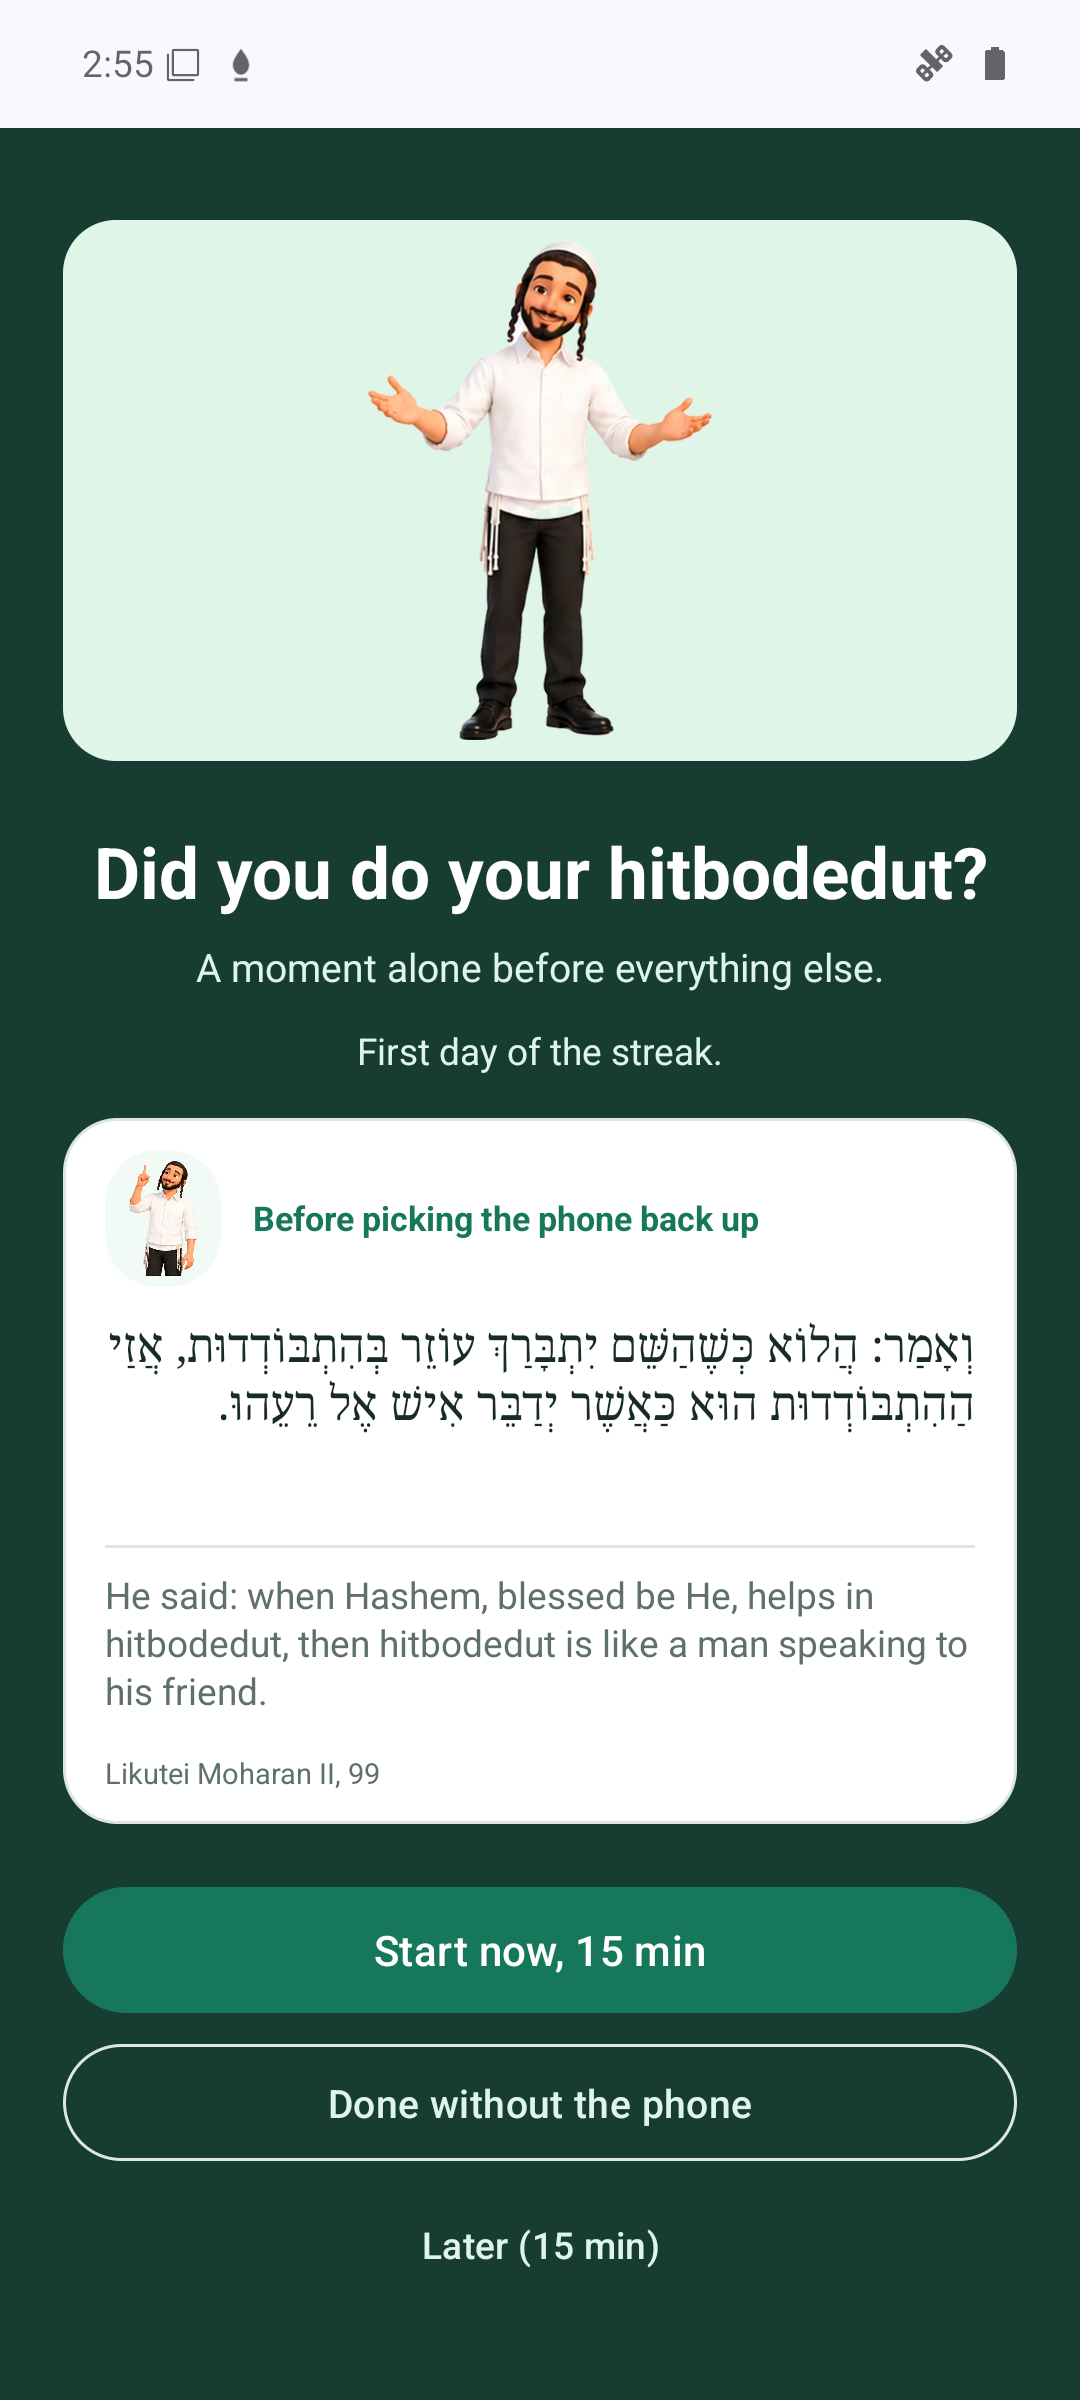 2:55
Did you do your hitbodedut?
A moment alone before everything else.
First day of the streak.
Before picking the phone back up
וְאָמַר: הֲלוֹא כְּשֶׁהַשֵּׁם יִתְבָּרַךְ עוֹזֵר בְּהִתְבּוֹדְדוּת, אֲזַי
הַהִתְבּוֹדְדוּת הוּא כַּאֲשֶׁר יְדַבֵּר אִישׁ אֶל רֵעֵהוּ.
He said: when Hashem, blessed be He, helps in
hitbodedut, then hitbodedut is like a man speaking to
his friend.
Likutei Moharan II, 99
Start now, 15 min
Done without the phone
Later (15 min)